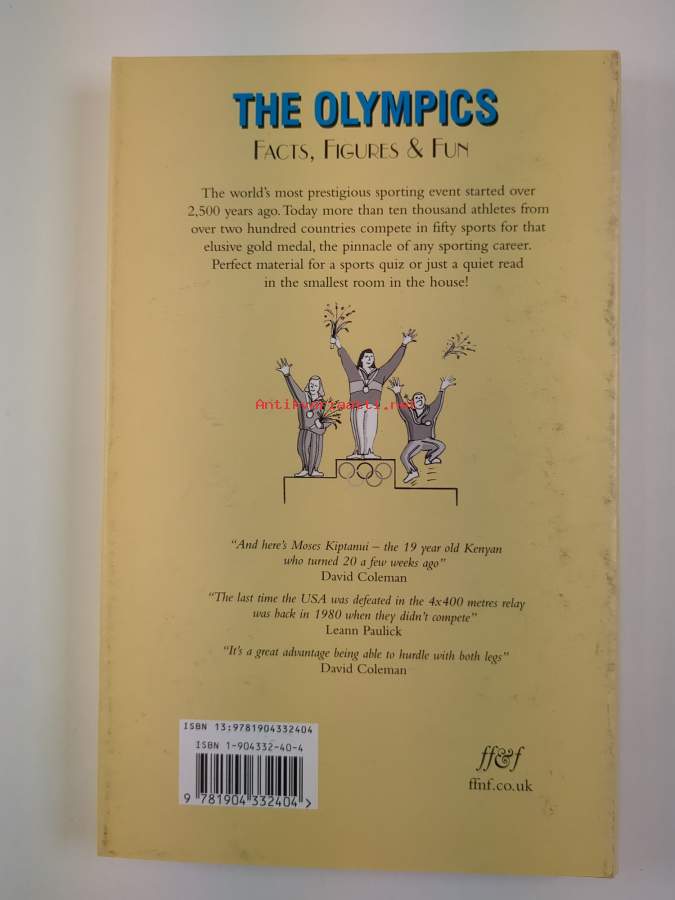 THE OLYMPICS
FACTS, FIGURES & FUN
The world's most prestigious sporting event started over
2,500 years ago. Today more than ten thousand athletes from
over two hundred countries compete in fifty sports for that
elusive gold medal, the pinnacle of any sporting career.
Perfect material for a sports quiz or just a quiet read
in the smallest room in the house!
Antikvariaatti.net
"And here's Moses Kiptanui – the 19 year old Kenyan
who turned 20 a few weeks ago"
David Coleman
"The last time the USA was defeated in the 4x400 metres relay
was back in 1980 when they didn't compete"
Leann Paulick
"It's a great advantage being able to hurdle with both legs"
David Coleman
ISBN 13:9781904332404
ISBN 1-904332-40-4
9 781904 332404 >
ff&f
ffnf.co.uk